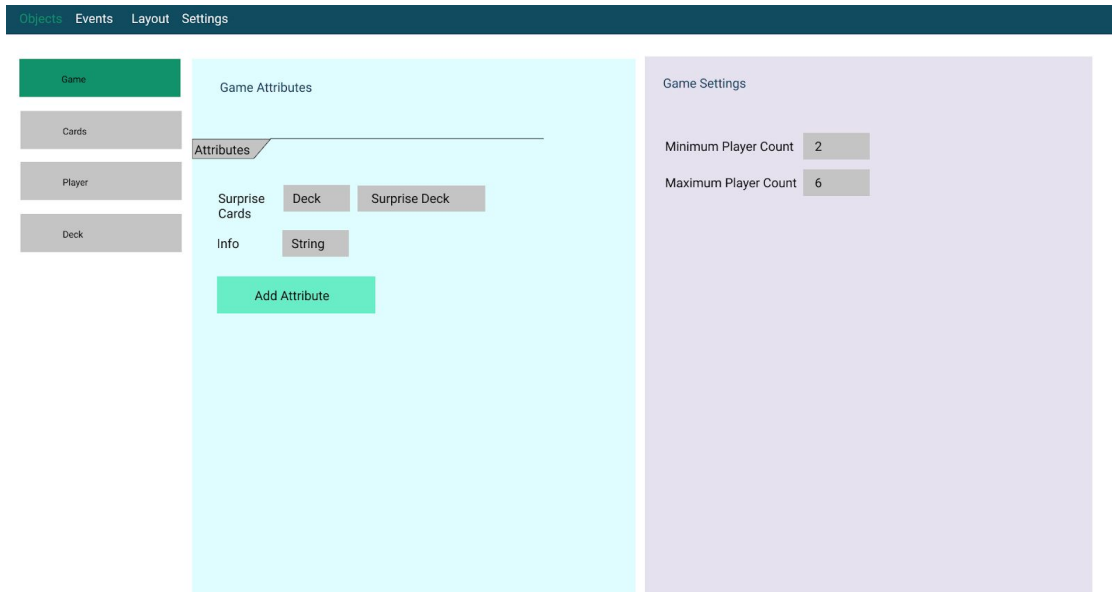 Objects Events Layout Settings
Game
Cards
Player
Deck
Game Attributes
Attributes
Surprise Cards Deck Surprise Deck
Info String
Add Attribute
Game Settings
Minimum Player Count 2
Maximum Player Count 6